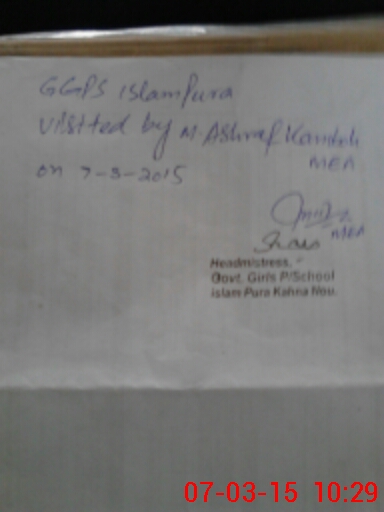 GGPS IslamPura
Visited by M. Ashraf
MEA
on 7-3-2015
MEA
Headmistress.
Govt. Girls P/School
Islam Pura Kahna Nou.
07-03-15 10:29